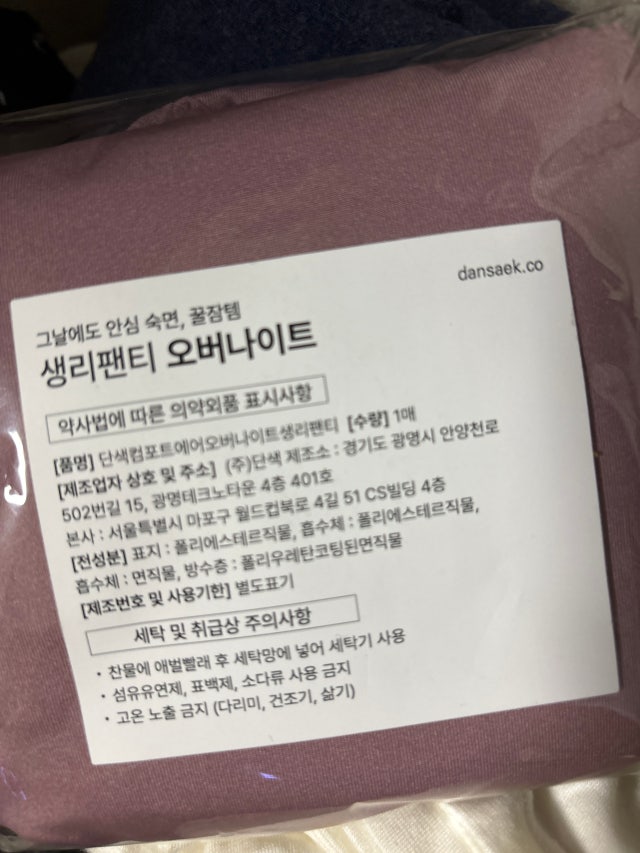 dansaek.co
그날에도 안심 숙면, 꿀잠템
생리팬티 오버나이트
약사법에 따른 의약외품 표시사항
[품명] 단색컴포트에어오버나이트생리팬티 [수량] 1매
[제조업자 상호 및 주소] (주)단색 제조소 : 경기도 광명시 안양천로
502번길 15, 광명테크노타운 4층 401호
본사 : 서울특별시 마포구 월드컵북로 4길 51 CS빌딩 4층
[전성분] 표지 : 폴리에스테르직물, 흡수체 : 폴리에스테르직물,
흡수체 : 면직물, 방수층 : 폴리우레탄코팅된면직물
[제조번호 및 사용기한] 별도표기
세탁 및 취급상 주의사항
• 찬물에 애벌빨래 후 세탁망에 넣어 세탁기 사용
• 섬유유연제, 표백제, 소다류 사용 금지
• 고온 노출 금지 (다리미, 건조기, 삶기)